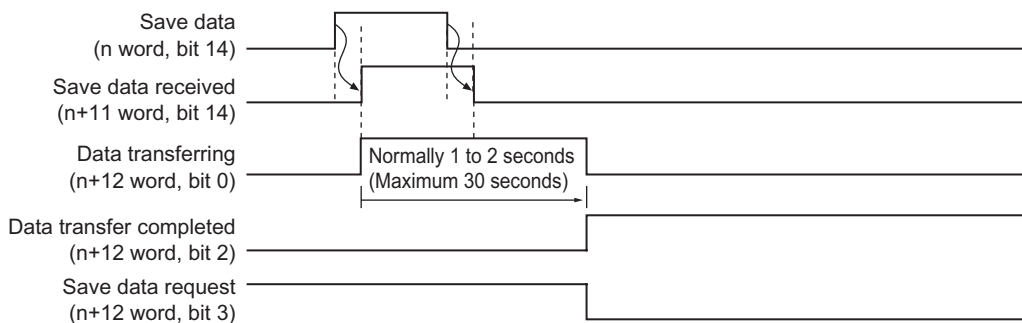 Save data
(n word, bit 14)
Save data received
(n+11 word, bit 14)
Data transferring
(n+12 word, bit 0)
Normally 1 to 2 seconds
(Maximum 30 seconds)
Data transfer completed
(n+12 word, bit 2)
Save data request
(n+12 word, bit 3)